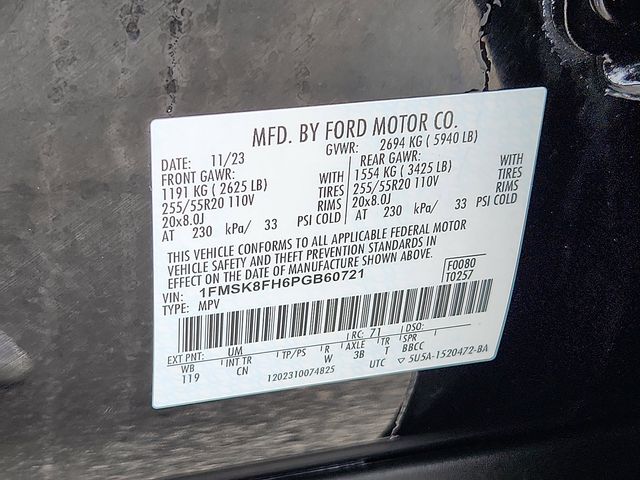 MFD. BY FORD MOTOR CO.
DATE: 11/23 GVWR: 2694 KG ( 5940 LB)
FRONT GAWR: REAR GAWR:
1191 KG ( 2625 LB) WITH 1554 KG ( 3425 LB) WITH
255/55R20 110V TIRES 255/55R20 110V TIRES
20x8.0J RIMS 20x8.0J RIMS
AT 230 kPa/ 33 PSI COLD AT 230 kPa/ 33 PSI COLD
THIS VEHICLE CONFORMS TO ALL APPLICABLE FEDERAL MOTOR
VEHICLE SAFETY AND THEFT PREVENTION STANDARDS IN
EFFECT ON THE DATE OF MANUFACTURE SHOWN ABOVE.
VIN: 1FMSK8FH6PGB60721 F0080
TYPE: MPV T0257
EXT PNT: UM RC: 71 DSO:
WB INT TR TP/PS R AXLE TR SPR
119 CN W 3B T BBCC
1202310074825 UTC ▽ 5U5A-1520472-BA